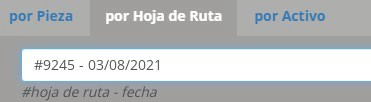 por Pieza por Hoja de Ruta por Activo
#9245 - 03/08/2021
#hoja de ruta - fecha